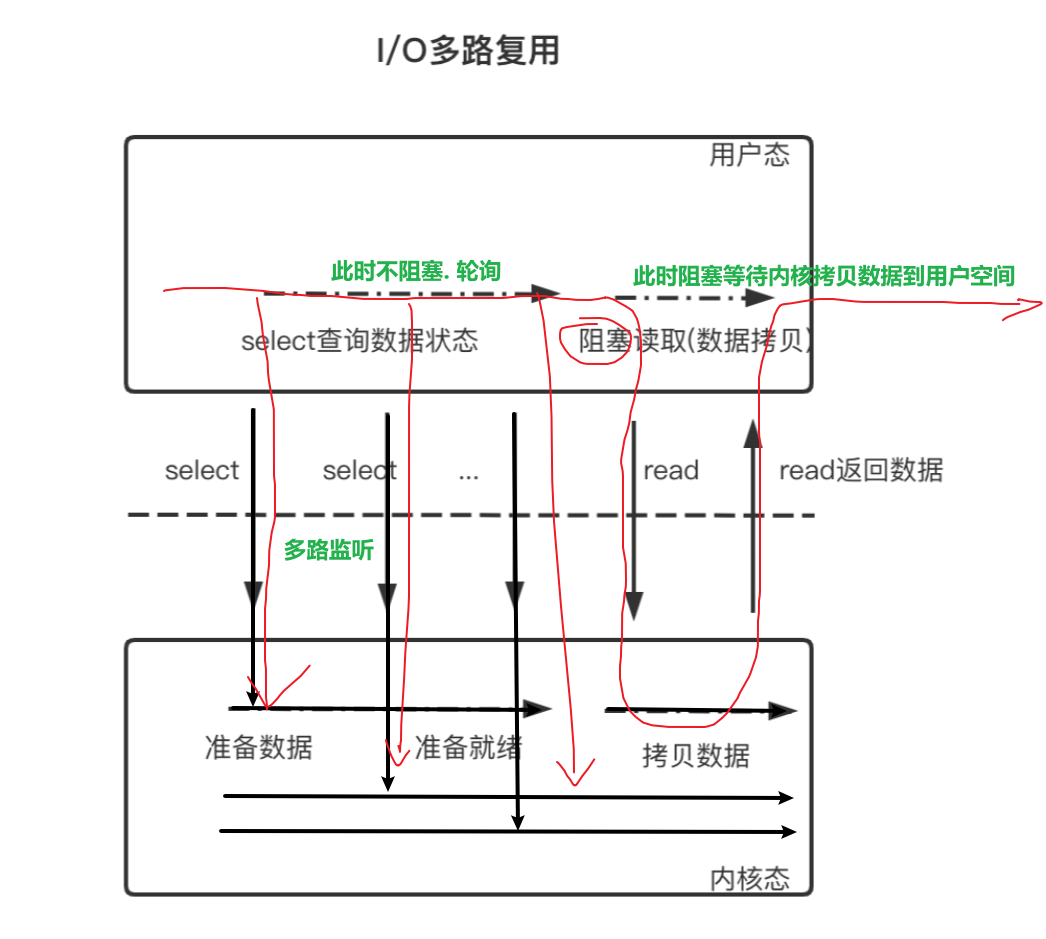 I/O多路复用
用户态
此时不阻塞. 轮询
此时阻塞等待内核拷贝数据到用户空间
select查询数据状态
阻塞读取(数据拷贝)
select
select
...
read
read返回数据
多路监听
准备数据
准备就绪
拷贝数据
内核态